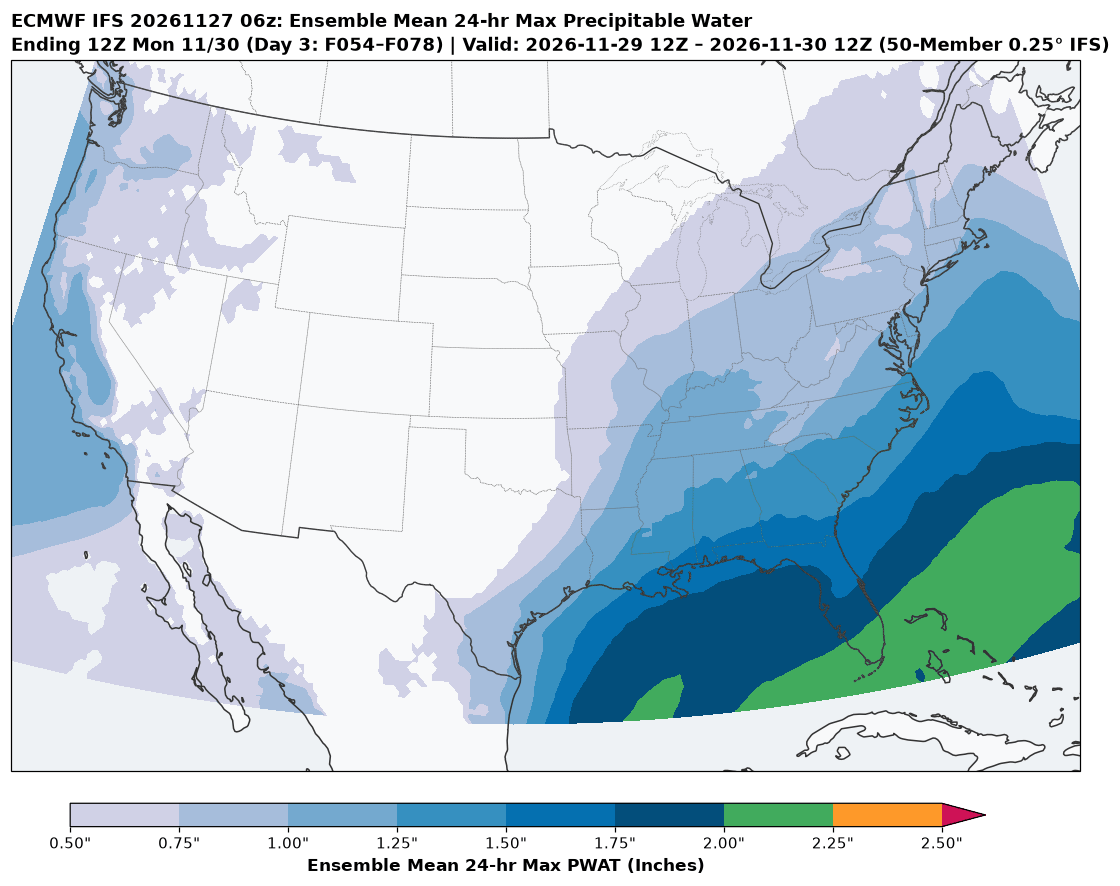 ECMWF IFS 20261127 06z: Ensemble Mean 24-hr Max Precipitable Water
Ending 12Z Mon 11/30 (Day 3: F054–F078) | Valid: 2026-11-29 12Z – 2026-11-30 12Z (50-Member 0.25° IFS)
0.50" 0.75" 1.00" 1.25" 1.50" 1.75" 2.00" 2.25" 2.50"
Ensemble Mean 24-hr Max PWAT (Inches)